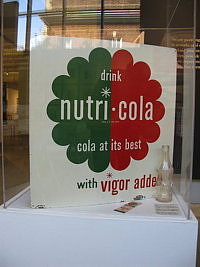 drink
nutri·cola
cola at its best
with vigor adde